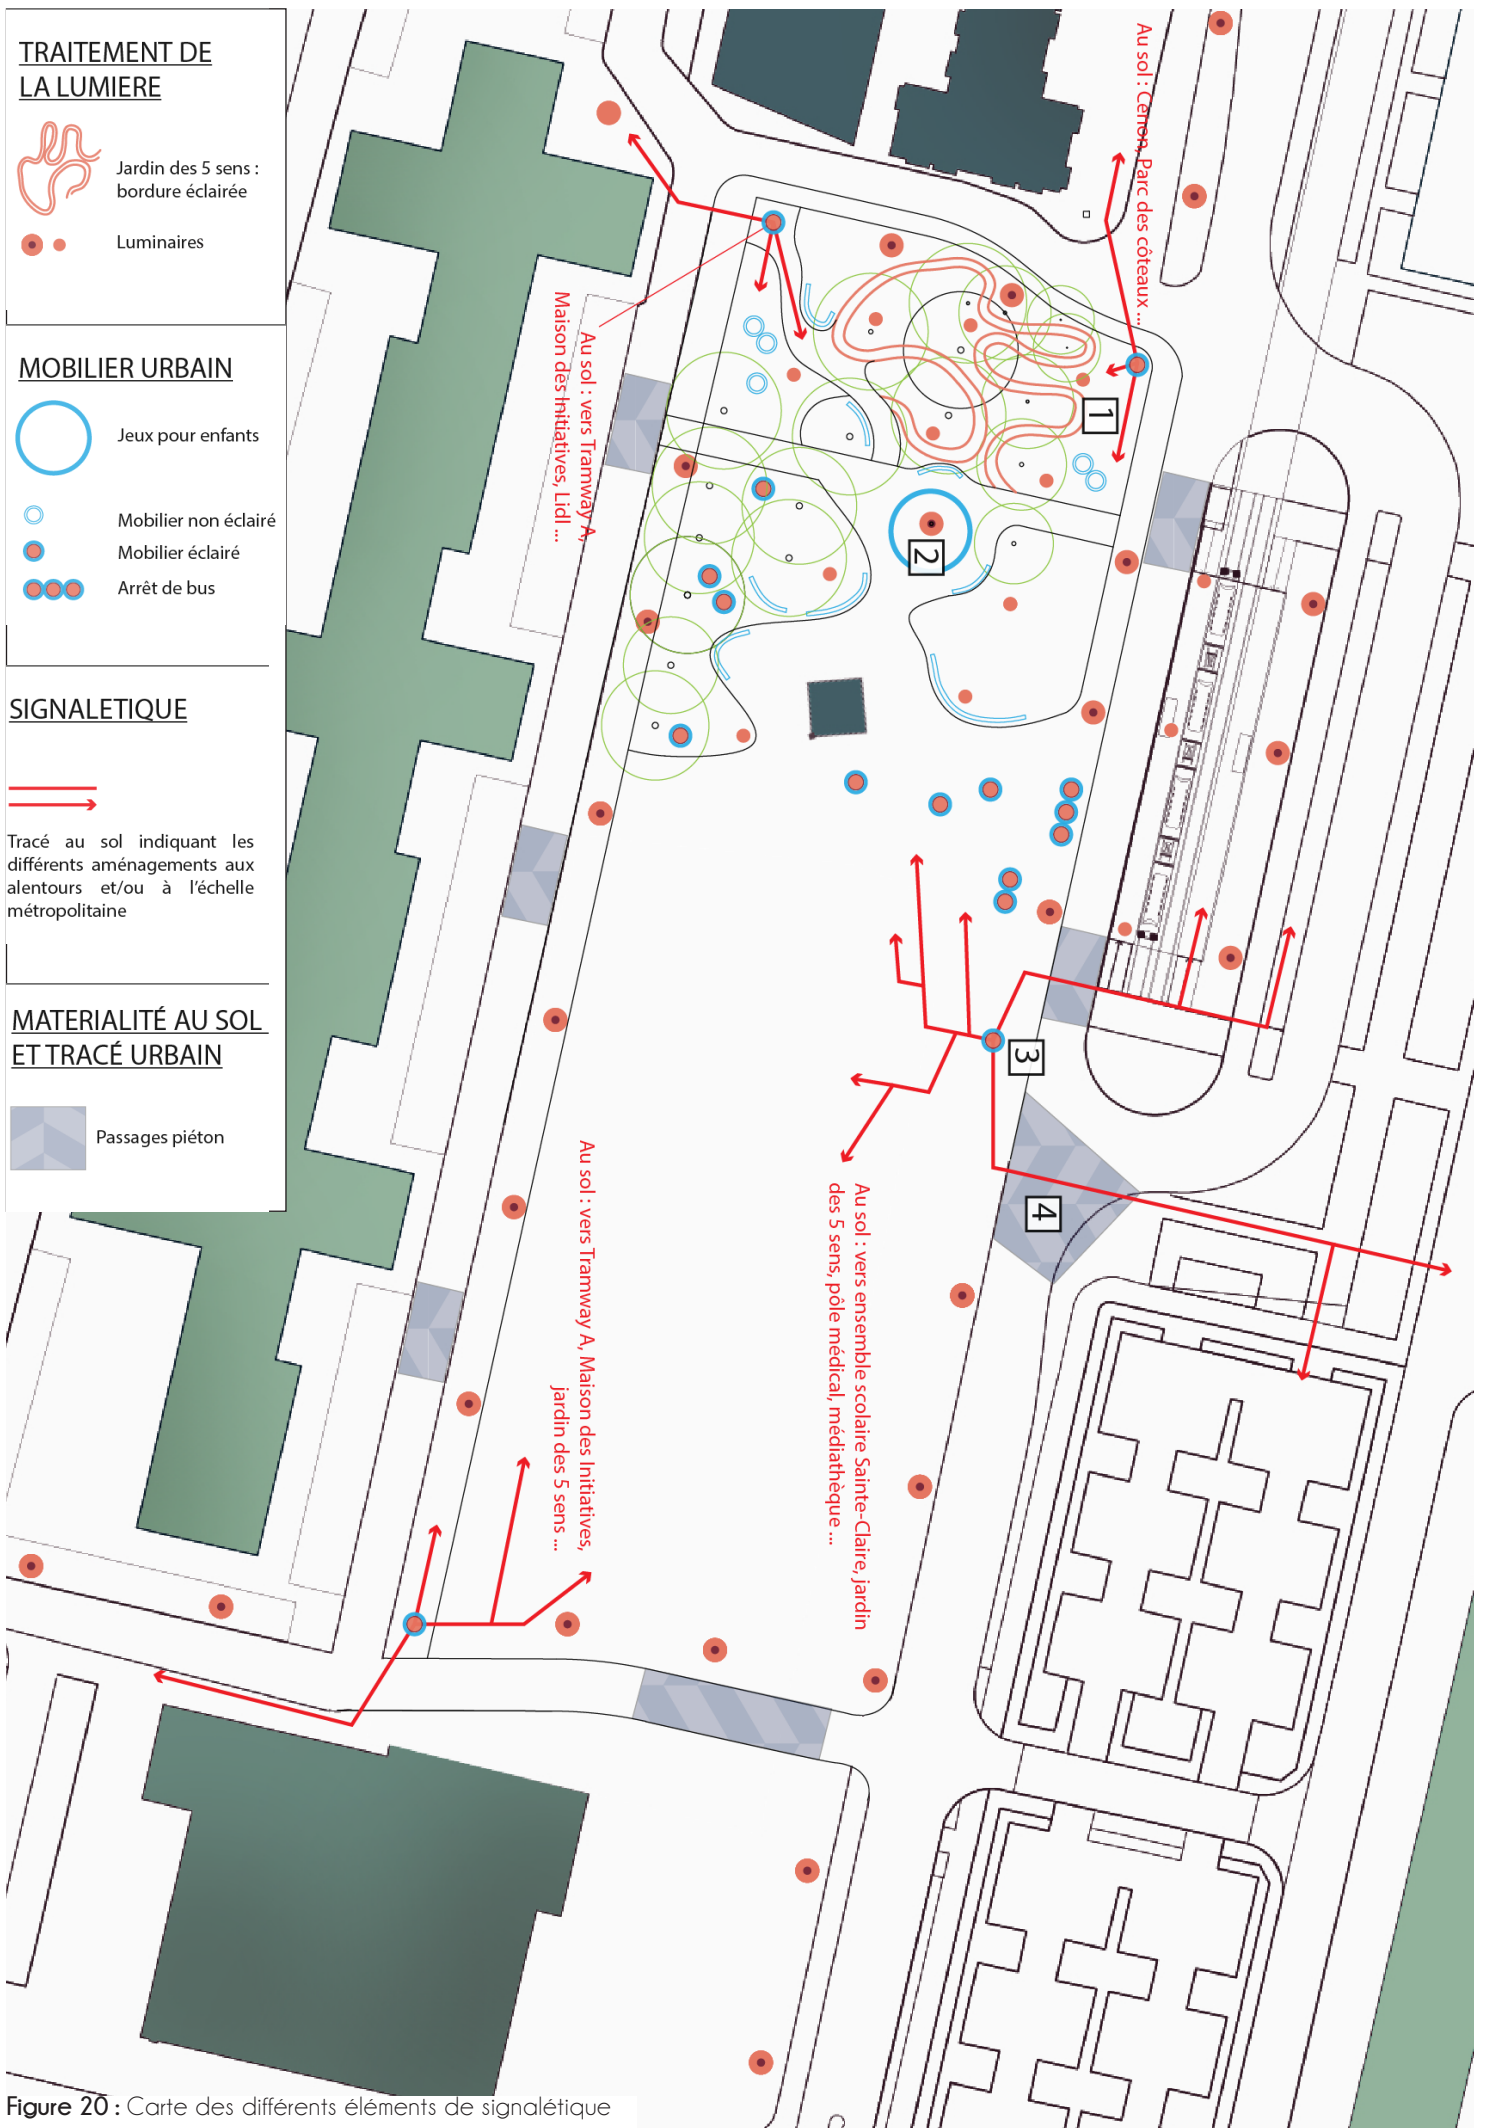 TRAITEMENT DE
LA LUMIERE
Jardin des 5 sens :
bordure éclairée
Luminaires
MOBILIER URBAIN
Jeux pour enfants
Mobilier non éclairé
Mobilier éclairé
Arrêt de bus
SIGNALETIQUE
Tracé au sol indiquant les
différents aménagements aux
alentours et/ou à l'échelle
métropolitaine
MATERIALITÉ AU SOL
ET TRACÉ URBAIN
Passages piéton
Au sol : Cenon, Parc des côteaux ...
Au sol : vers Tramway A,
Maison des Initiatives, Lidl ...
1
2
3
4
Au sol : vers ensemble scolaire Sainte-Claire, jardin
des 5 sens, pôle médical, médiathèque ...
Au sol : vers Tramway A, Maison des Initiatives,
jardin des 5 sens ...
Figure 20 : Carte des différents éléments de signalétique